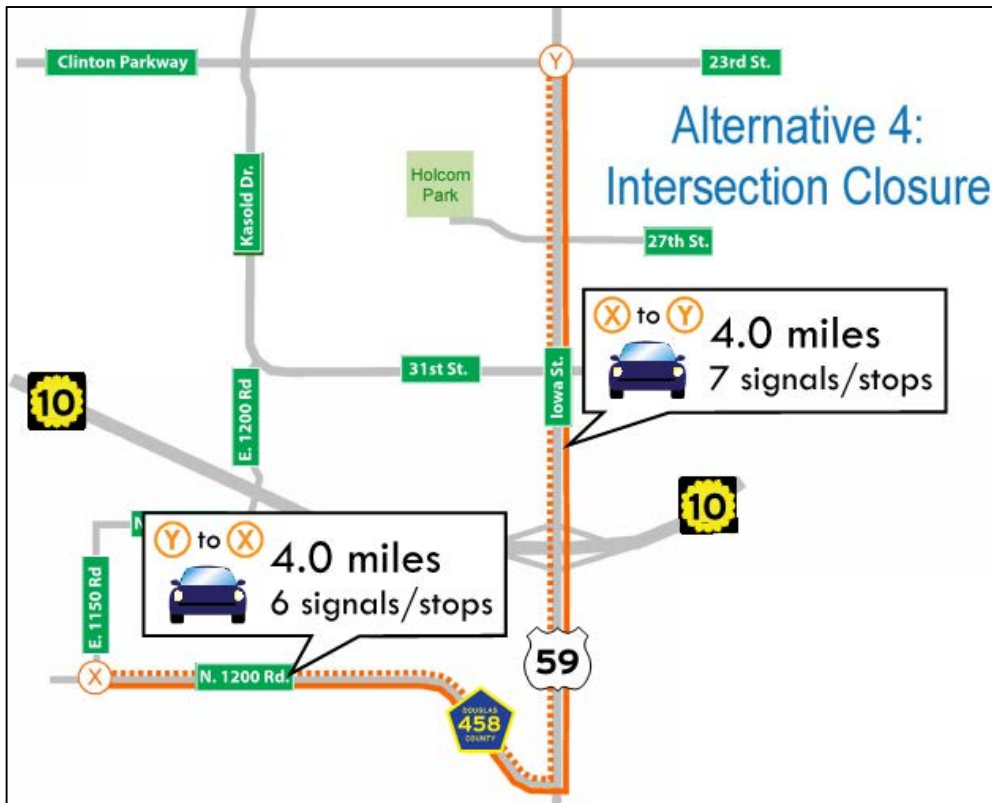 Y
Clinton Parkway
23rd St.
Alternative 4:
Intersection Closure
Kasold Dr.
Holcom
Park
27th St.
X to Y
4.0 miles
7 signals/stops
31st St.
Iowa St.
10
E. 1200 Rd
10
N
Y to X
4.0 miles
6 signals/stops
E. 1150 Rd
59
X
N. 1200 Rd.
DOUGLAS
458
COUNTY